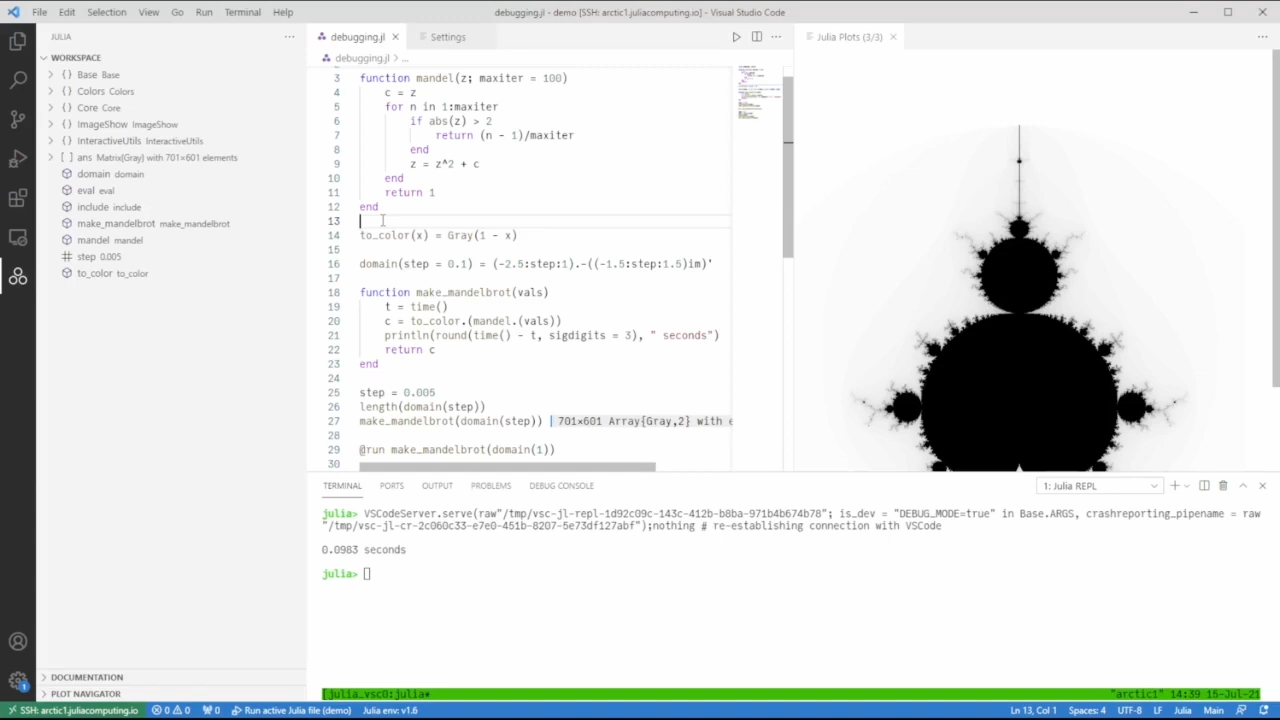 File Edit Selection View Go Run Terminal Help
debugging.jl - demo [SSH: arctic1.juliacomputing.io] - Visual Studio Code
JULIA
WORKSPACE
{} Base Base
{} Colors Colors
{} Core Core
{} ImageShow ImageShow
{} InteractiveUtils InteractiveUtils
[ ] ans Matrix{Gray} with 701×601 elements
domain domain
eval eval
include include
make_mandelbrot make_mandelbrot
mandel mandel
step 0.005
to_color to_color
DOCUMENTATION
PLOT NAVIGATOR
debugging.jl Settings
debugging.jl > ...
3 function mandel(z; maxiter = 100)
4 c = z
5 for n in 1:maxiter
6 if abs(z) > 2
7 return (n - 1)/maxiter
8 end
9 z = z^2 + c
10 end
11 return 1
12 end
13
14 to_color(x) = Gray(1 - x)
15
16 domain(step = 0.1) = (-2.5:step:1).-((-1.5:step:1.5)im)'
17
18 function make_mandelbrot(vals)
19 t = time()
20 c = to_color.(mandel.(vals))
21 println(round(time() - t, sigdigits = 3), " seconds")
22 return c
23 end
24
25 step = 0.005
26 length(domain(step))
27 make_mandelbrot(domain(step)) 701×601 Array{Gray,2} with e
28
29 @run make_mandelbrot(domain(1))
30
Julia Plots (3/3)
TERMINAL PORTS OUTPUT PROBLEMS DEBUG CONSOLE
1: Julia REPL
julia> VSCodeServer.serve(raw"/tmp/vsc-jl-repl-1d92c09c-143c-412b-b8ba-971b4b674b78"; is_dev = "DEBUG_MODE=true" in Base.ARGS, crashreporting_pipename = raw
"/tmp/vsc-jl-cr-2c060c33-e7e0-451b-8207-5e73df127abf");nothing # re-establishing connection with VSCode
0.0983 seconds
julia>
[julia_vsc0:julia* "arctic1" 14:39 15-Jul-21
SSH: arctic1.juliacomputing.io 0 0 0 Run active Julia file (demo) Julia env: v1.6 Ln 13, Col 1 Spaces: 4 UTF-8 LF Julia Main